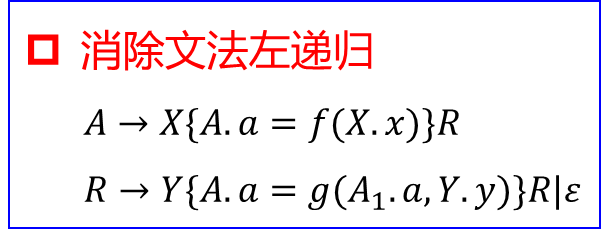 消除文法左递归
A → X{A.a = f(X.x)}R
R → Y{A.a = g(A₁.a, Y.y)}R|ε